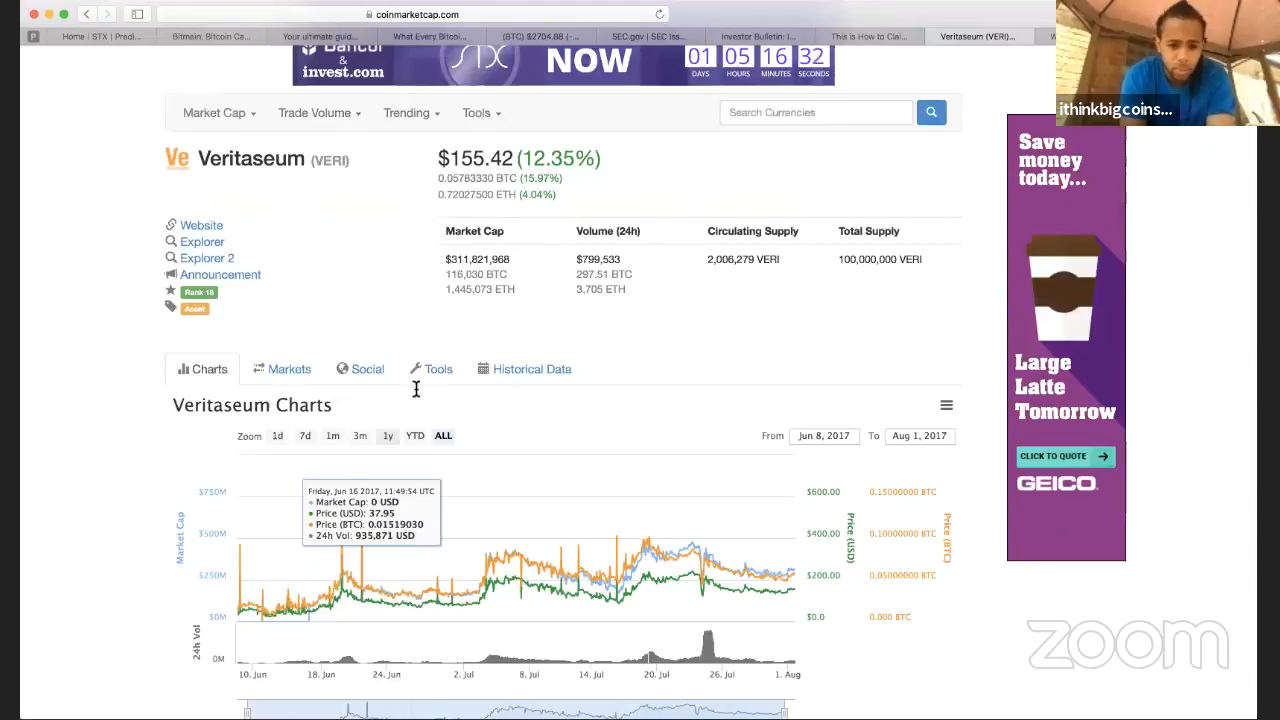 coinmarketcap.com
Home | STX | Predi...
Bitmain: Bitcoin Ca...
Your ultimate guid...
What Every Bitcoi...
(BTC) $2704.88 (-...
SEC.gov | SEC Iss...
Investor Bulletin: I...
This is How to Clai...
Veritaseum (VERI)...
Bancor
&
invest.com
NOW
01 05 16 32
DAYS HOURS MINUTES SECONDS
ithinkbigcoins...
Market Cap
Trade Volume
Trending
Tools
Search Currencies
Ve Veritaseum (VERI)
$155.42 (12.35%)
0.05783330 BTC (15.97%)
0.72027500 ETH (4.04%)
Website
Explorer
Explorer 2
Announcement
Rank 18
Asset
Market Cap Volume (24h) Circulating Supply Total Supply
$311,821,968 $799,533 2,006,279 VERI 100,000,000 VERI
116,030 BTC 297.51 BTC
1,445,073 ETH 3,705 ETH
Charts Markets Social Tools Historical Data
Veritaseum Charts
Zoom 1d 7d 1m 3m 1y YTD ALL
From Jun 8, 2017 To Aug 1, 2017
$750M
$500M
$250M
$0M
Market Cap
Friday, Jun 16 2017, 11:49:54 UTC
Market Cap: 0 USD
Price (USD): 37.95
Price (BTC): 0.01519030
24h Vol: 935,871 USD
$600.00
$400.00
$200.00
$0.0
Price (USD)
0.15000000 BTC
0.10000000 BTC
0.05000000 BTC
0.000 BTC
Price (BTC)
24h Vol
0M
10. Jun 18. Jun 24. Jun 2. Jul 8. Jul 14. Jul 20. Jul 26. Jul 1. Aug
Save
money
today...
Large
Latte
Tomorrow
CLICK TO QUOTE
GEICO
zoom